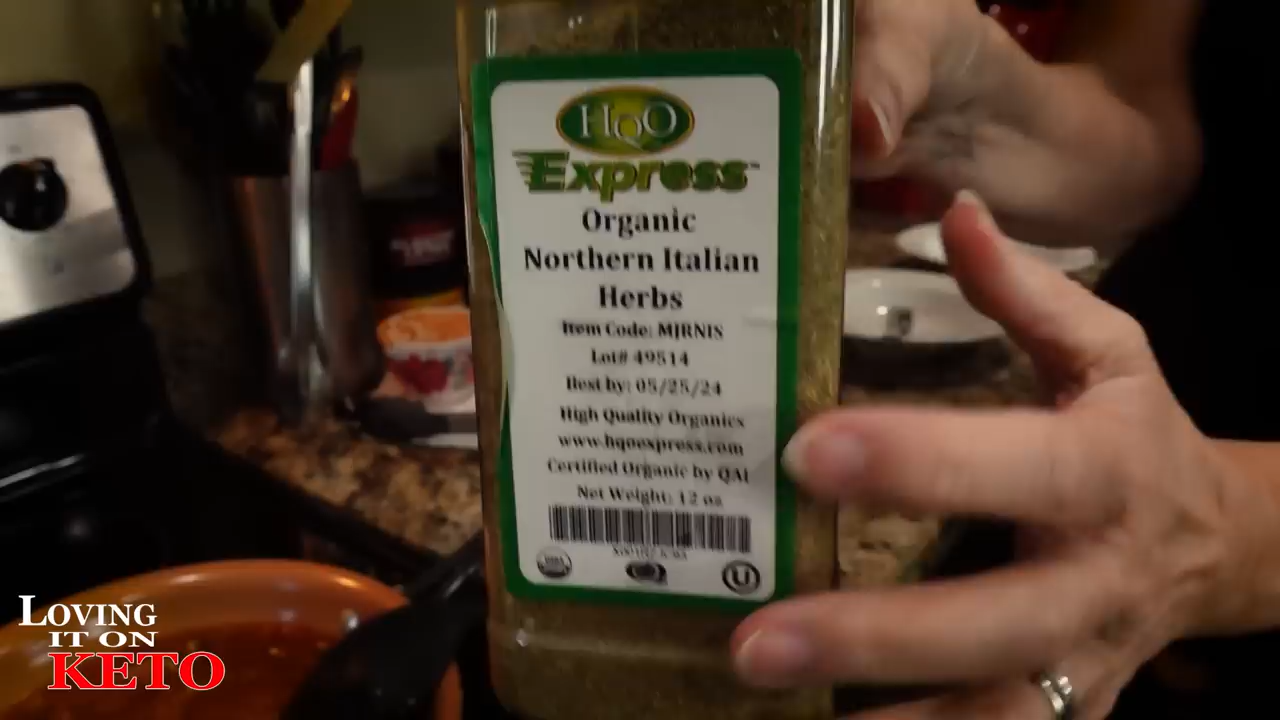 HQO
Express
Organic
Northern Italian
Herbs
Item Code: MJRNIS
Lot# 49514
Best by: 05/25/24
High Quality Organics
www.hqoexpress.com
Certified Organic by QAI
Net Weight: 12 oz
U
LOVING
IT ON
KETO